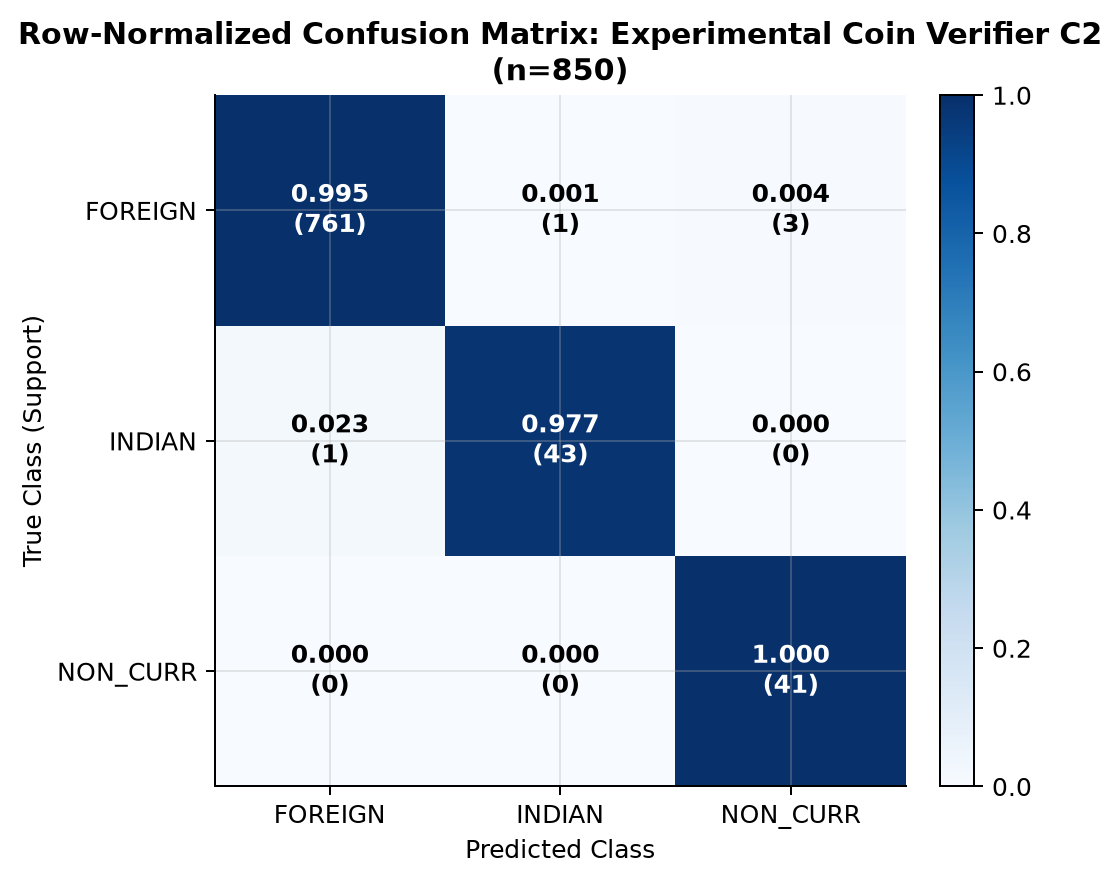 Row-Normalized Confusion Matrix: Experimental Coin Verifier C2
(n=850)
1.0
0.995
(761)
0.001
(1)
0.004
(3)
FOREIGN
0.8
True Class (Support)
0.023
(1)
0.977
(43)
0.000
(0)
INDIAN
0.6
0.4
0.000
(0)
0.000
(0)
1.000
(41)
NON_CURR
0.2
0.0
FOREIGN
INDIAN
NON_CURR
Predicted Class